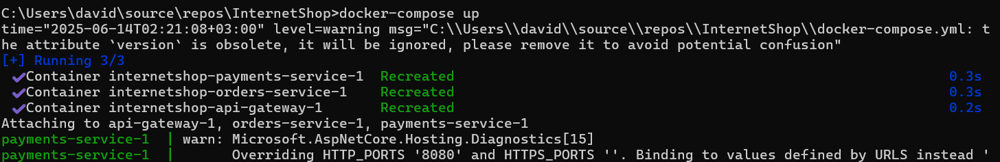 C:\Users\david\source\repos\InternetShop>docker-compose up
time="2025-06-14T02:21:08+03:00" level=warning msg="C:\\Users\\david\\source\\repos\\InternetShop\\docker-compose.yml: t
he attribute `version` is obsolete, it will be ignored, please remove it to avoid potential confusion"
[+] Running 3/3
✔Container internetshop-payments-service-1  Recreated 0.3s
✔Container internetshop-orders-service-1    Recreated 0.3s
✔Container internetshop-api-gateway-1       Recreated 0.2s
Attaching to api-gateway-1, orders-service-1, payments-service-1
payments-service-1  | warn: Microsoft.AspNetCore.Hosting.Diagnostics[15]
payments-service-1  |       Overriding HTTP_PORTS '8080' and HTTPS_PORTS ''. Binding to values defined by URLS instead '